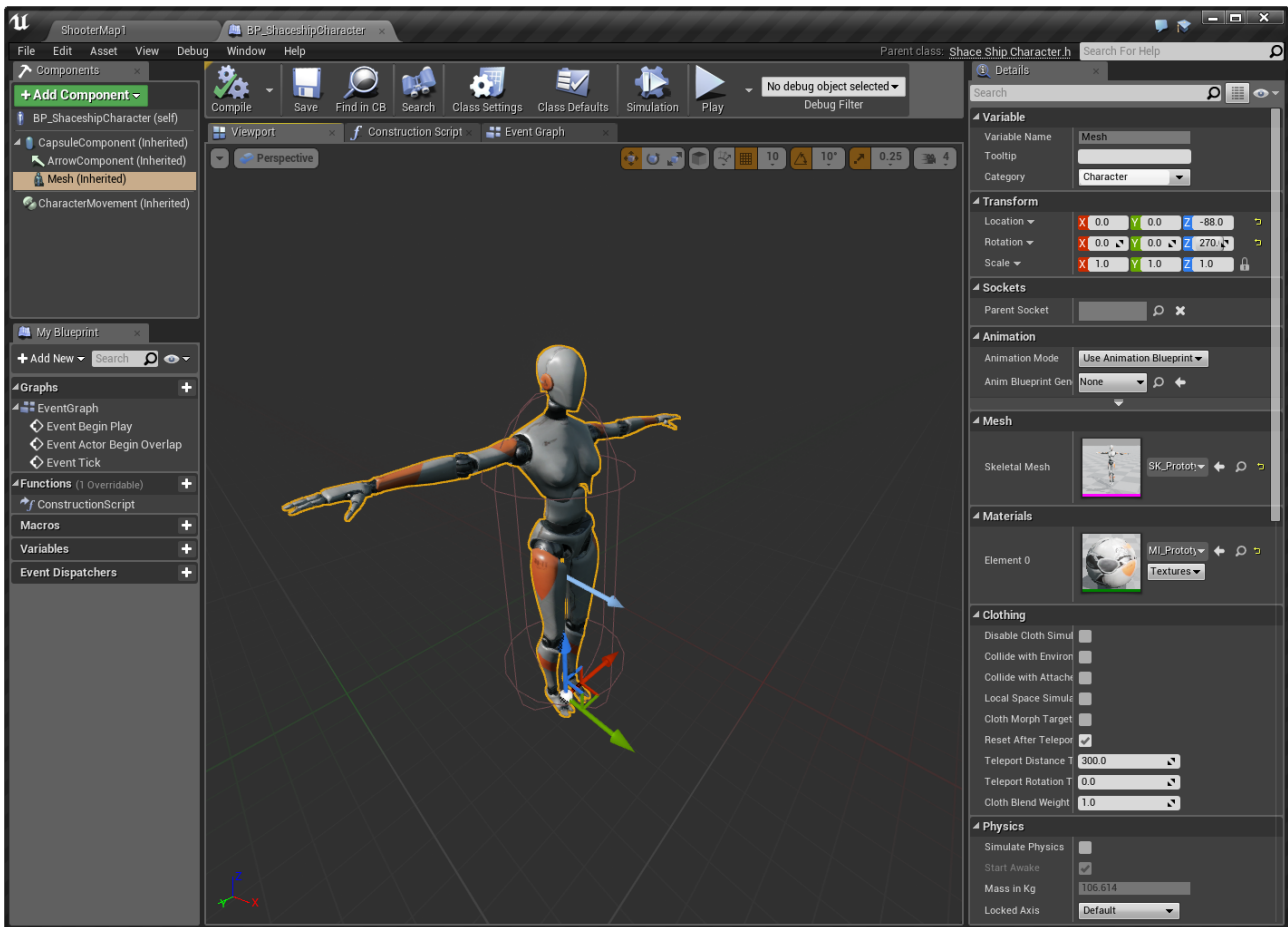 ShooterMap1
BP_ShaceshipCharacter
File Edit Asset View Debug Window Help
Parent class: Shace Ship Character.h
Search For Help
Components
+Add Component
BP_ShaceshipCharacter (self)
CapsuleComponent (Inherited)
ArrowComponent (Inherited)
Mesh (Inherited)
CharacterMovement (Inherited)
My Blueprint
+Add New
Search
Graphs
EventGraph
Event Begin Play
Event Actor Begin Overlap
Event Tick
Functions (1 Overridable)
ConstructionScript
Macros
Variables
Event Dispatchers
Compile
Save
Find in CB
Search
Class Settings
Class Defaults
Simulation
Play
No debug object selected
Debug Filter
Viewport
Construction Script
Event Graph
Perspective
10
10°
0.25
4
Z
Y
X
Details
Search
Variable
Variable Name Mesh
Tooltip
Category Character
Transform
Location X 0.0 Y 0.0 Z -88.0
Rotation X 0.0 Y 0.0 Z 270.
Scale X 1.0 Y 1.0 Z 1.0
Sockets
Parent Socket
Animation
Animation Mode Use Animation Blueprint
Anim Blueprint Gen None
Mesh
Skeletal Mesh SK_Prototy
Materials
Element 0 MI_Prototy
Textures
Clothing
Disable Cloth Simul
Collide with Environ
Collide with Attache
Local Space Simula
Cloth Morph Target
Reset After Telepor
Teleport Distance T 300.0
Teleport Rotation T 0.0
Cloth Blend Weight 1.0
Physics
Simulate Physics
Start Awake
Mass in Kg 106.614
Locked Axis Default